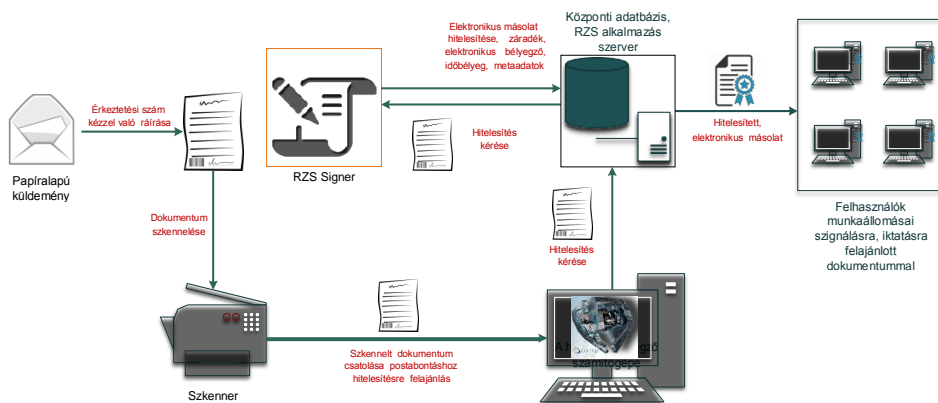 Elektronikus másolat
hitelesítése, záradék,
elektronikus bélyegző,
időbélyeg, metaadatok
Központi adatbázis,
RZS alkalmazás
szerver
Érkeztetési szám
kézzel való ráírása
Hitelesítés
kérése
Hitelesített,
elektronikus másolat
Papíralapú
küldemény
RZS Signer
Dokumentum
szkennelése
Hitelesítés
kérése
Felhasználók
munkaállomásai
szignálásra, iktatásra
felajánlott
dokumentummal
Szkennelt dokumentum
csatolása postabontáshoz
hitelesítésre felajánlás
számítógépe
Szkenner